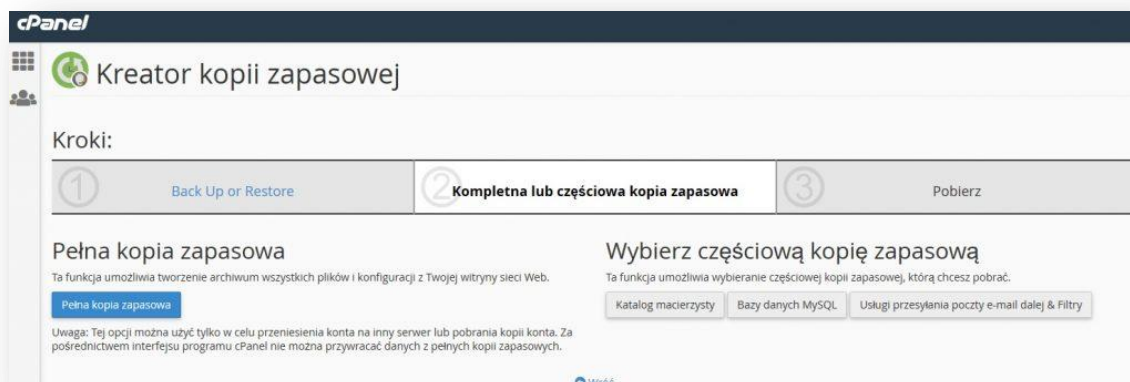 cPanel
Kreator kopii zapasowej
Kroki:
1 Back Up or Restore
2 Kompletna lub częściowa kopia zapasowa
3 Pobierz
Pełna kopia zapasowa
Ta funkcja umożliwia tworzenie archiwum wszystkich plików i konfiguracji z Twojej witryny sieci Web.
Pełna kopia zapasowa
Uwaga: Tej opcji można użyć tylko w celu przeniesienia konta na inny serwer lub pobrania kopii konta. Za
pośrednictwem interfejsu programu cPanel nie można przywracać danych z pełnych kopii zapasowych.
Wybierz częściową kopię zapasową
Ta funkcja umożliwia wybieranie częściowej kopii zapasowej, którą chcesz pobrać.
Katalog macierzysty Bazy danych MySQL Usługi przesyłania poczty e-mail dalej & Filtry
Wróć